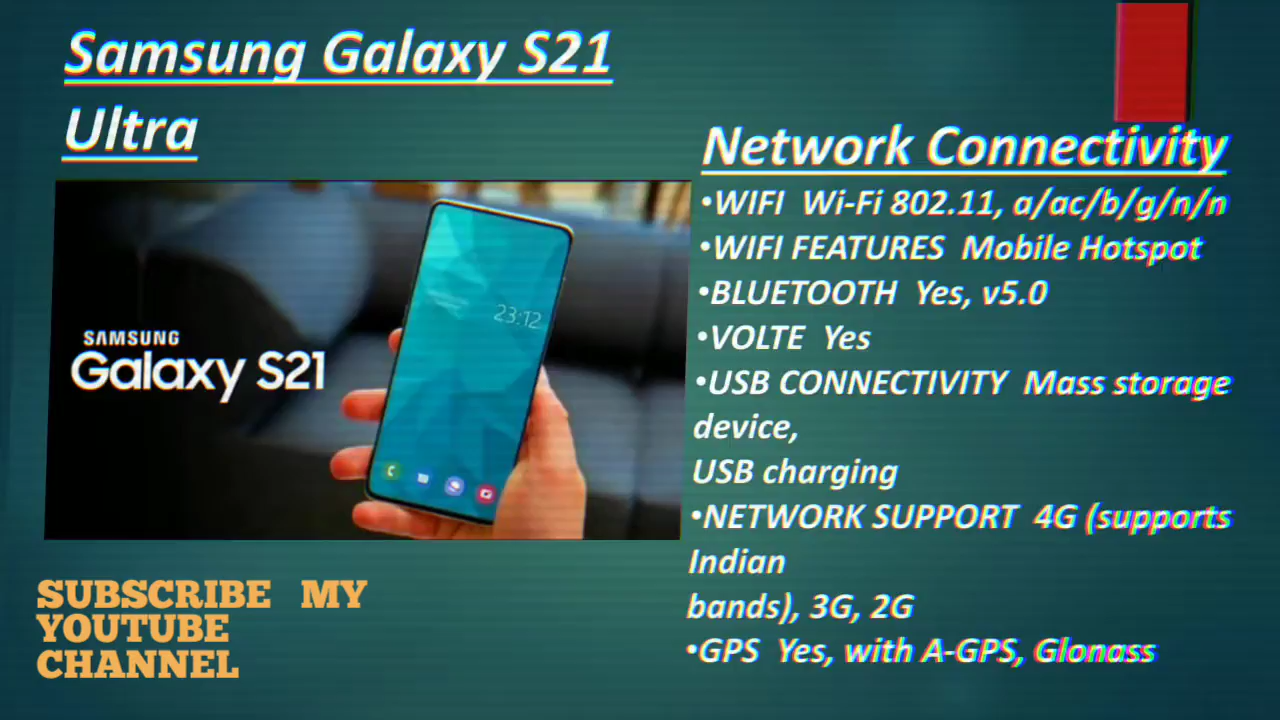 Samsung Galaxy S21
Ultra
SAMSUNG
Galaxy S21
23:12
SUBSCRIBE MY
YOUTUBE
CHANNEL
Network Connectivity
•WIFI Wi-Fi 802.11, a/ac/b/g/n/n
•WIFI FEATURES Mobile Hotspot
•BLUETOOTH Yes, v5.0
•VOLTE Yes
•USB CONNECTIVITY Mass storage
device,
USB charging
•NETWORK SUPPORT 4G (supports
Indian
bands), 3G, 2G
•GPS Yes, with A-GPS, Glonass